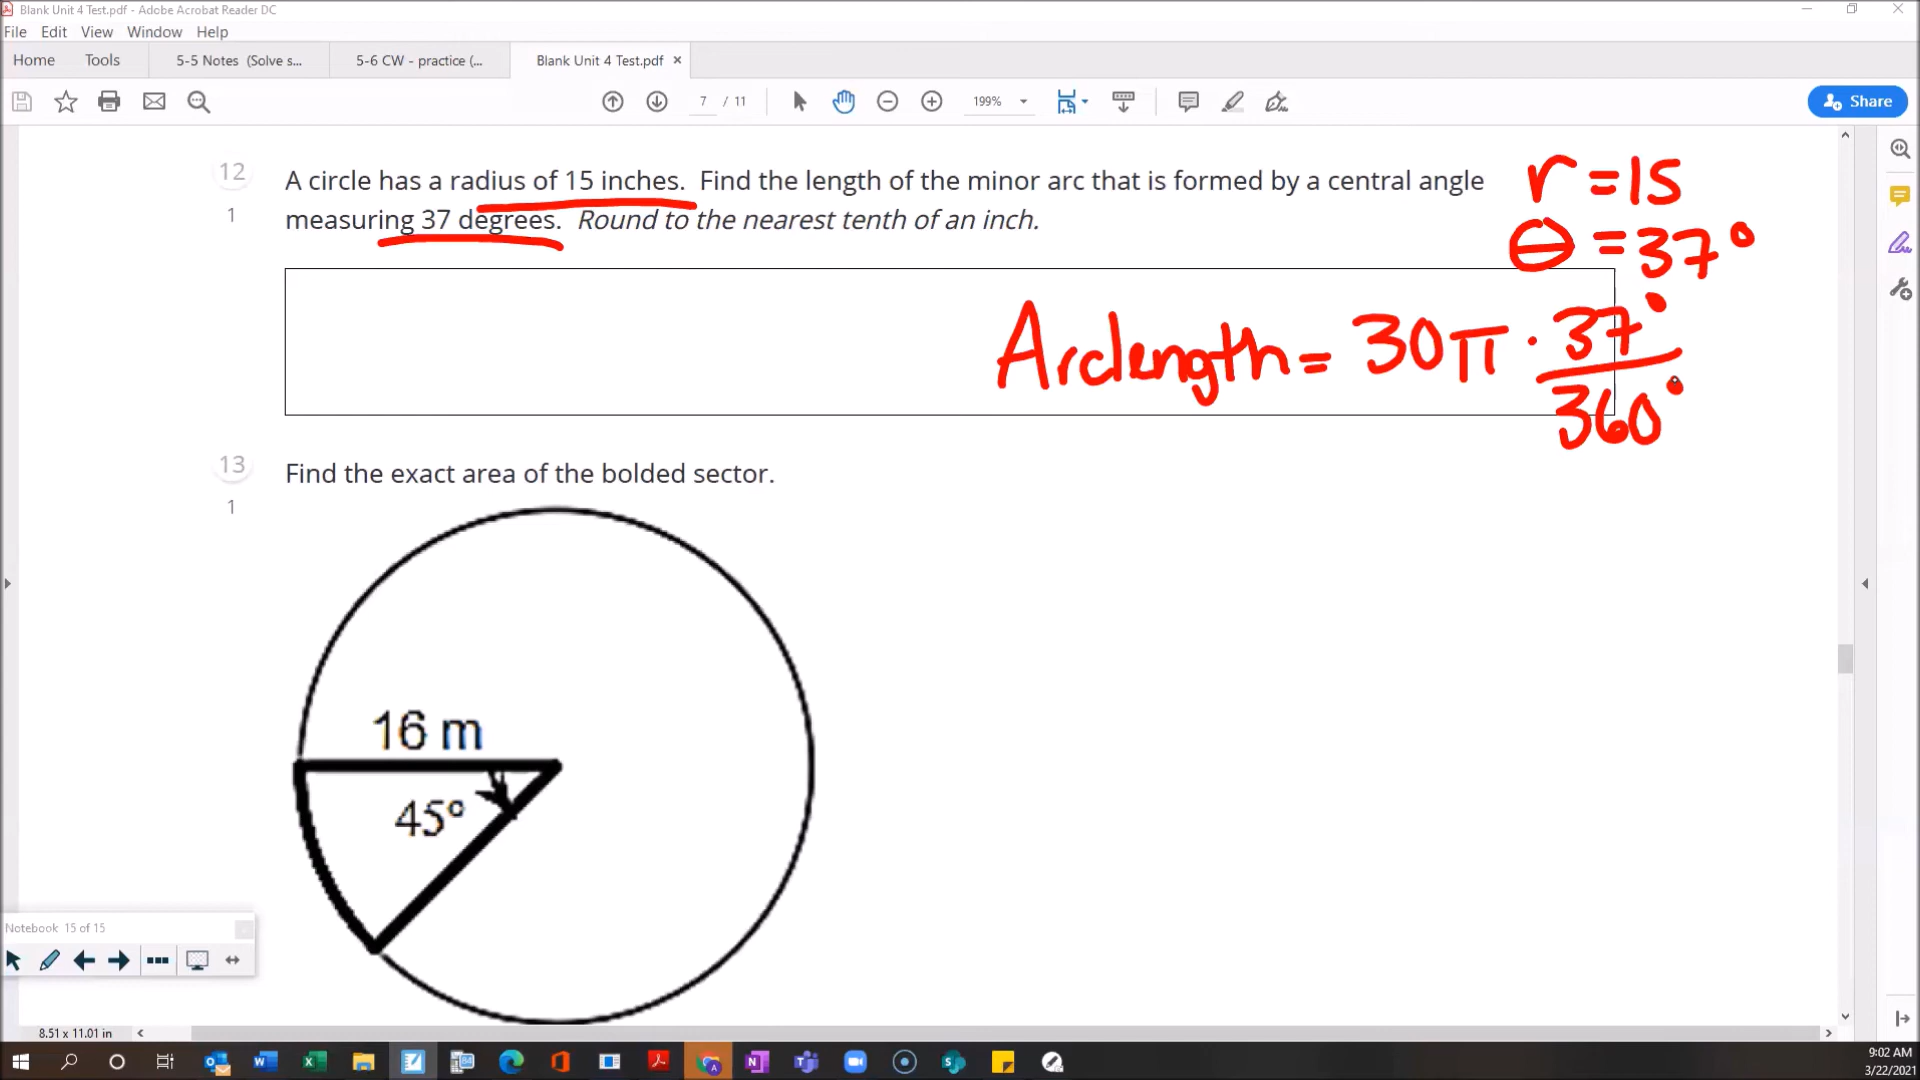 Blank Unit 4 Test.pdf - Adobe Acrobat Reader DC
File Edit View Window Help
Home Tools 5-5 Notes (Solve s... 5-6 CW - practice (... Blank Unit 4 Test.pdf ×
7 / 11 199% Share
12 A circle has a radius of 15 inches. Find the length of the minor arc that is formed by a central angle
1 measuring 37 degrees. Round to the nearest tenth of an inch.
r = 15
θ = 37°
Arclength = 30π · 37°/360°
13 Find the exact area of the bolded sector.
1
16 m
45º
Notebook 15 of 15
8.51 x 11.01 in
9:02 AM
3/22/2021